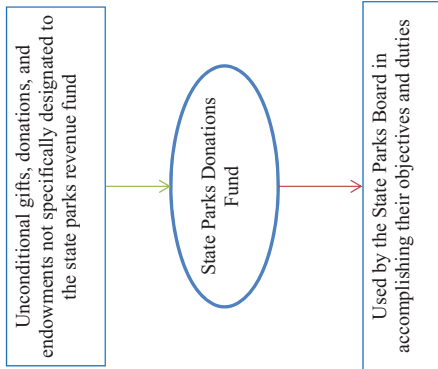 Unconditional gifts, donations, and
endowments not specifically designated to
the state parks revenue fund
State Parks Donations
Fund
Used by the State Parks Board in
accomplishing their objectives and duties